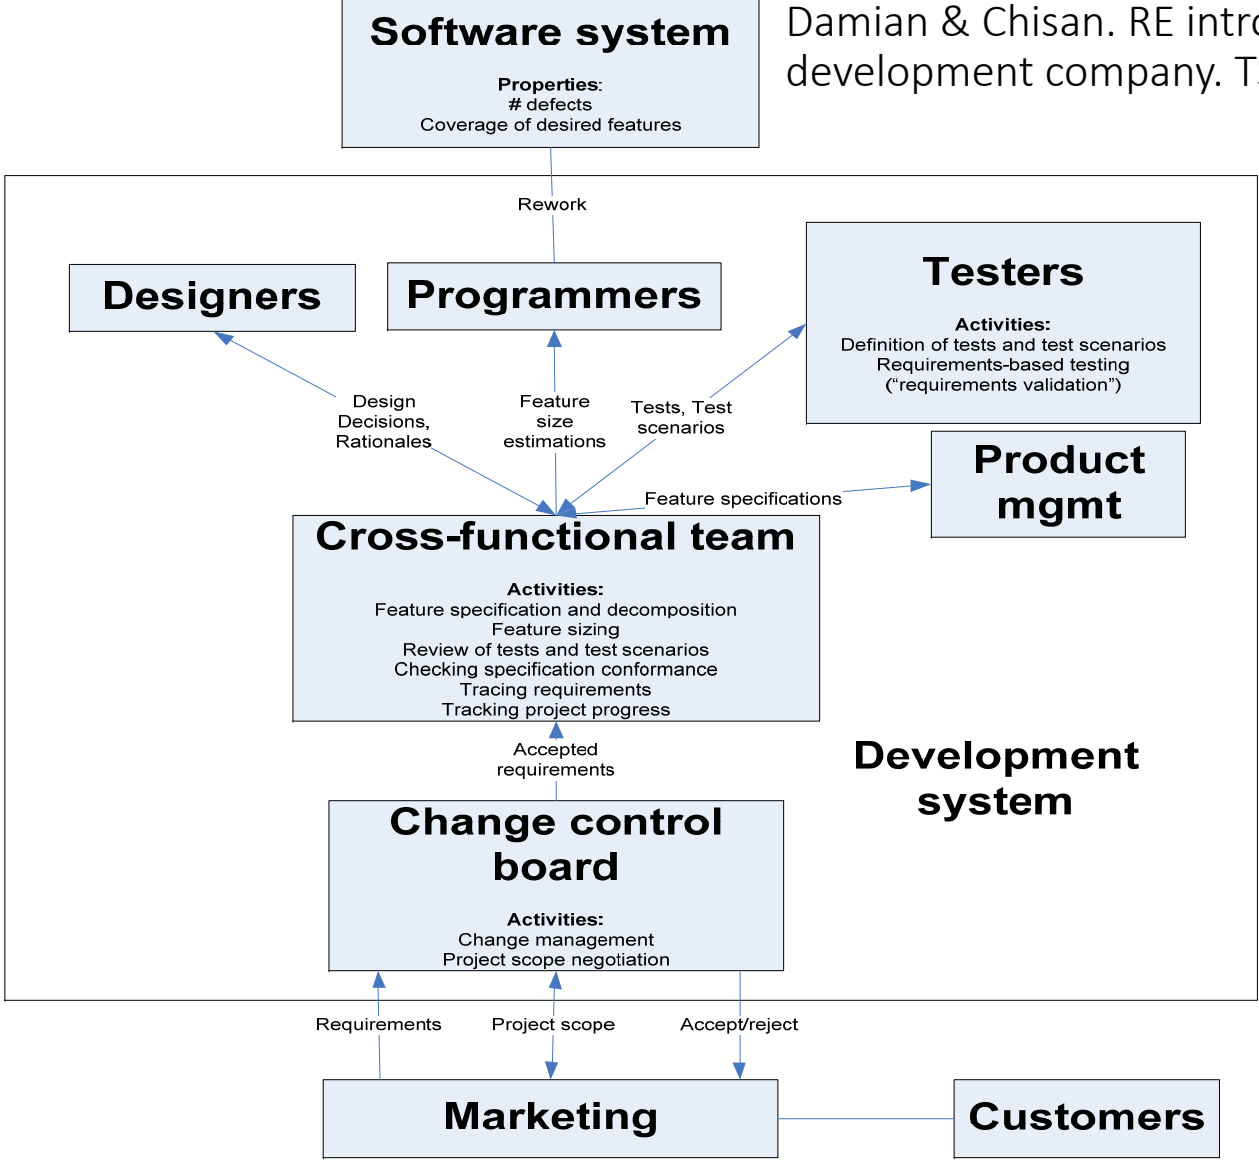 Software system
Properties:
# defects
Coverage of desired features
Damian & Chisan. RE
development company.
Rework
Designers
Programmers
Testers
Activities:
Definition of tests and test scenarios
Requirements-based testing
(“requirements validation”)
Design
Decisions,
Rationales
Feature
size
estimations
Tests, Test
scenarios
Product
mgmt
Feature specifications
Cross-functional team
Activities:
Feature specification and decomposition
Feature sizing
Review of tests and test scenarios
Checking specification conformance
Tracing requirements
Tracking project progress
Accepted
requirements
Development
system
Change control
board
Activities:
Change management
Project scope negotiation
Requirements
Project scope
Accept/reject
Marketing
Customers